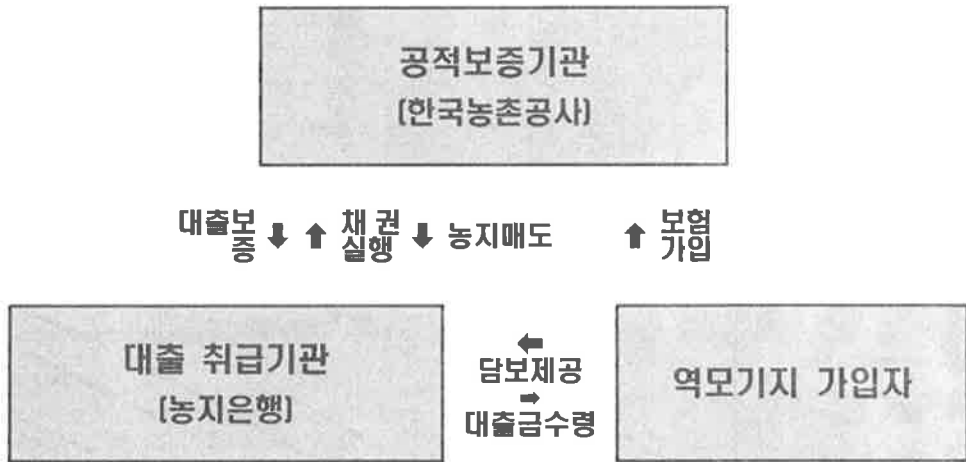 공적보증기관
(한국농촌공사)
대출보증 ⬇ ⬆ 채 권 실행 ⬇ 농지매도 ⬆ 보험가입
대출 취급기관
(농지은행)
⬅
담보제공
➡
대출금수령
역모기지 가입자